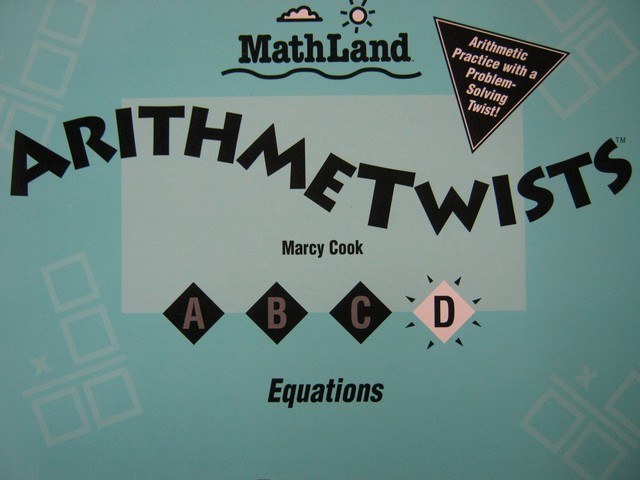 MathLand
Arithmetic
Practice with a
Problem-
Solving
Twist!
ARITHMETWISTS™
Marcy Cook
A B C D
Equations